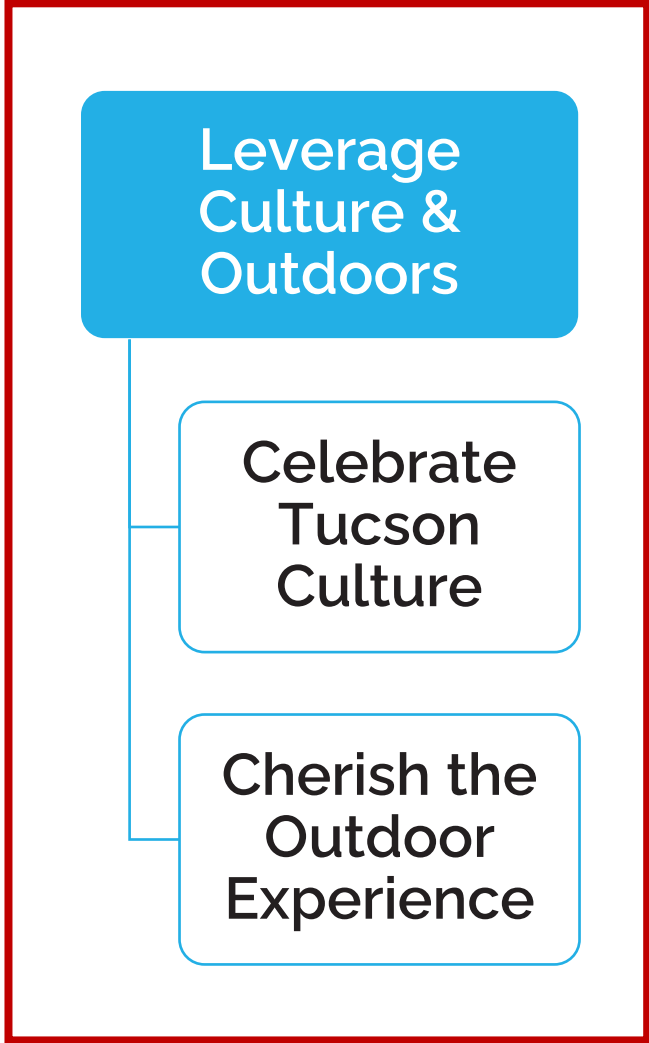 Leverage
Culture &
Outdoors
Celebrate
Tucson
Culture
Cherish the
Outdoor
Experience